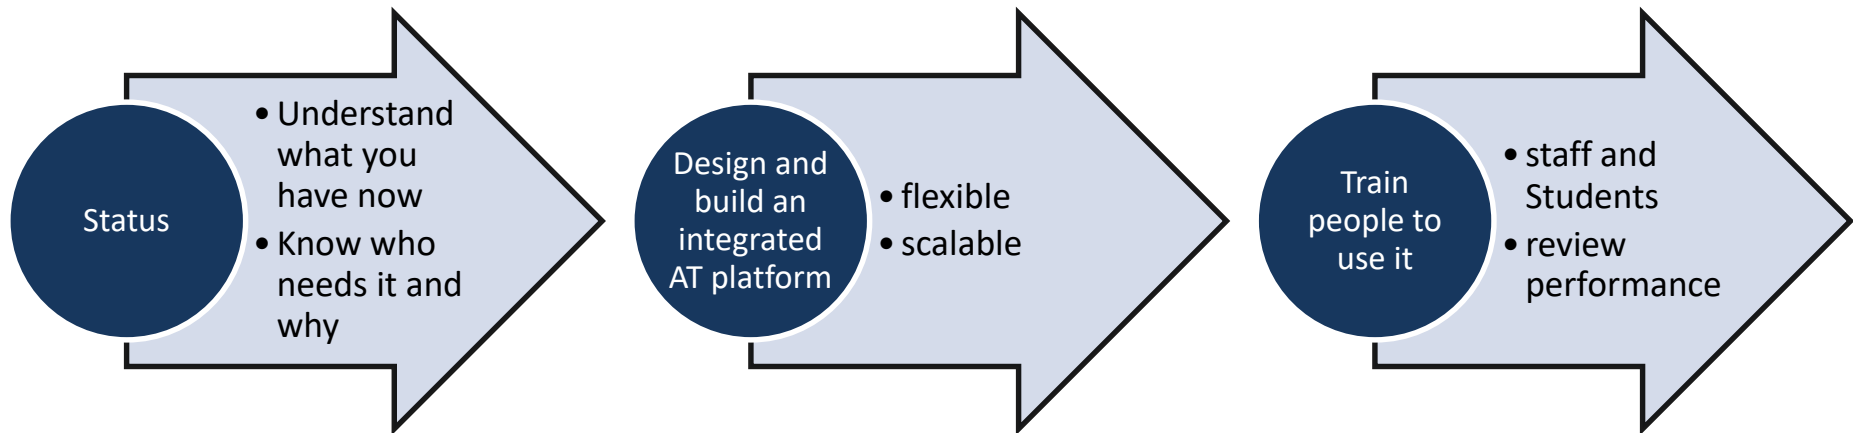 Status
• Understand
what you
have now
• Know who
needs it and
why
Design and
build an
integrated
AT platform
• flexible
• scalable
Train
people to
use it
• staff and
Students
• review
performance